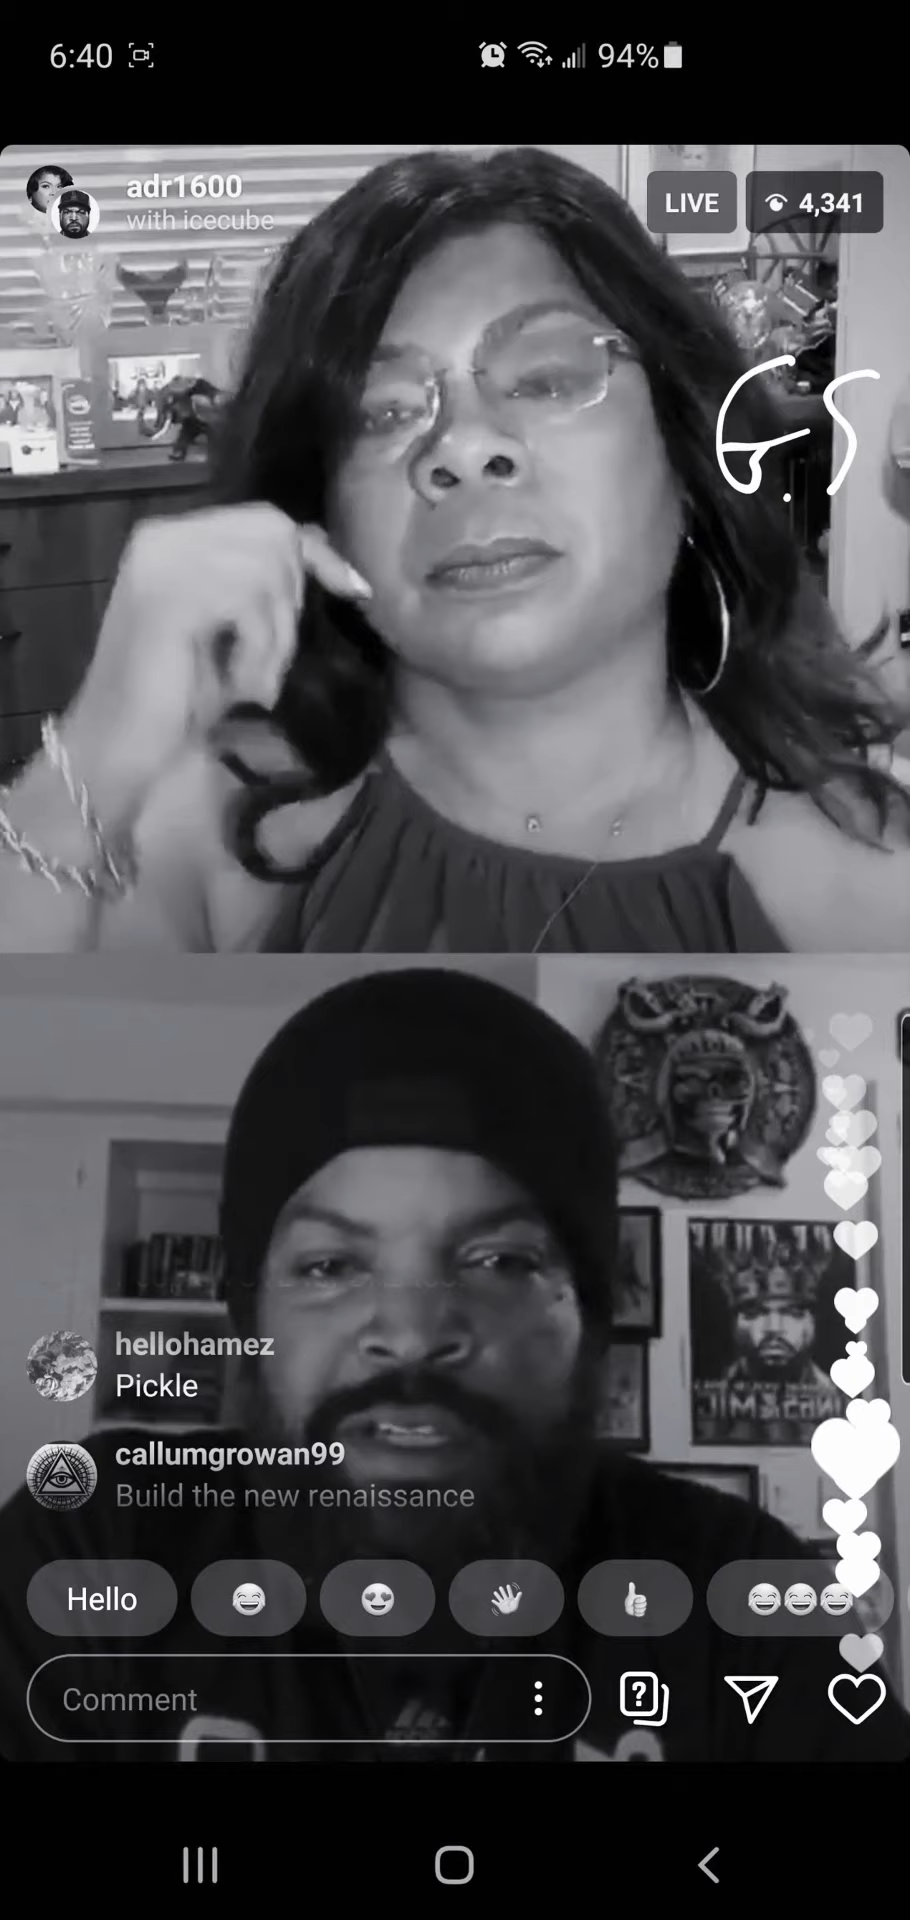 6:40 94%
adr1600
with icecube
LIVE 4,341
G.S
hellohamez
Pickle
callumgrowan99
Build the new renaissance
Hello 😂 😍 👋 👍 😂😂😂
Comment